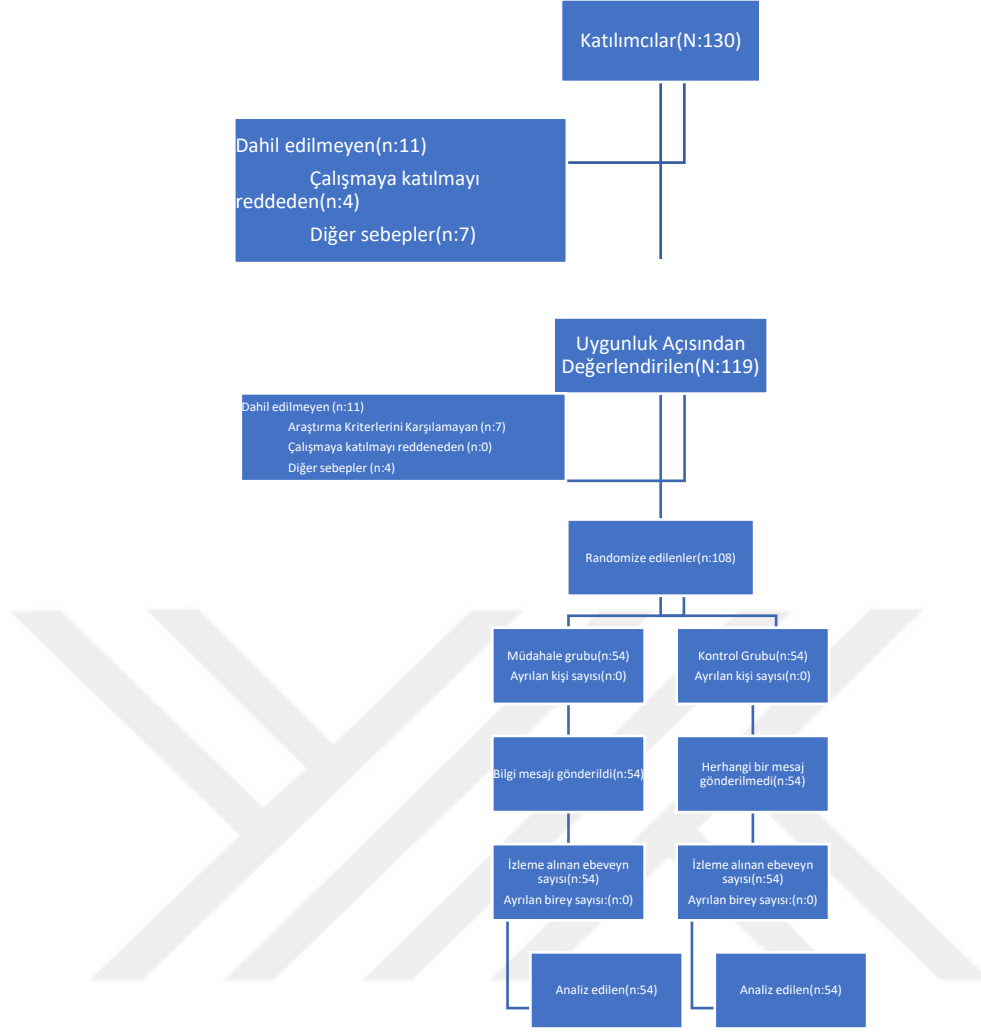 Katılımcılar(N:130)
Dahil edilmeyen(n:11)
Çalışmaya katılmayı
reddeden(n:4)
Diğer sebepler(n:7)
Uygunluk Açısından
Değerlendirilen(N:119)
Dahil edilmeyen (n:11)
Araştırma Kriterlerini Karşılamayan (n:7)
Çalışmaya katılmayı reddeneden (n:0)
Diğer sebepler (n:4)
Randomize edilenler(n:108)
Müdahale grubu(n:54)
Ayrılan kişi sayısı(n:0)
Kontrol Grubu(n:54)
Ayrılan kişi sayısı(n:0)
Bilgi mesajı gönderildi(n:54)
Herhangi bir mesaj
gönderilmedi(n:54)
İzleme alınan ebeveyn
sayısı(n:54)
Ayrılan birey sayısı:(n:0)
İzleme alınan ebeveyn
sayısı(n:54)
Ayrılan birey sayısı:(n:0)
Analiz edilen(n:54)
Analiz edilen(n:54)